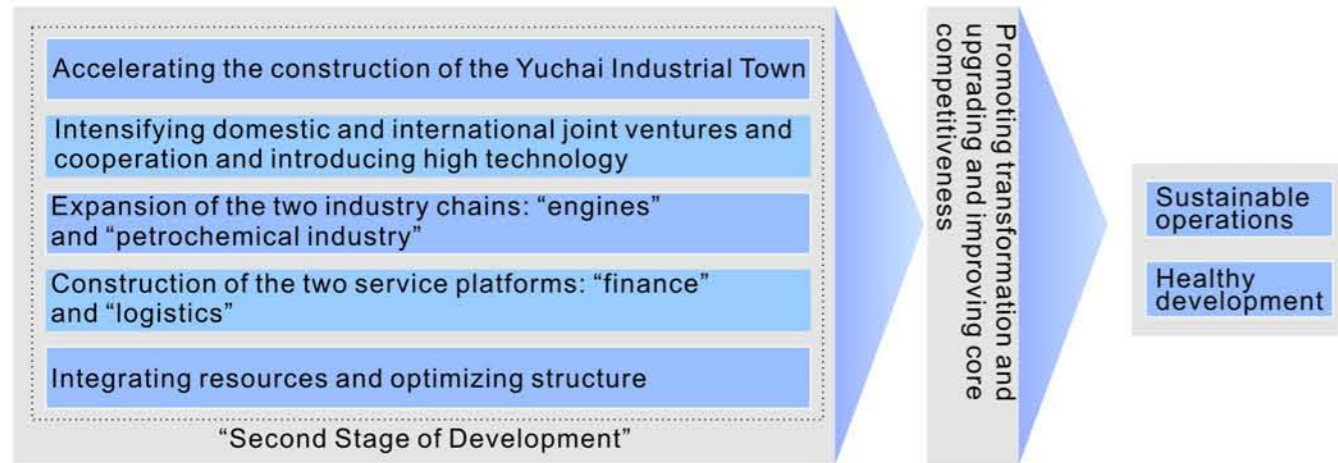 Accelerating the construction of the Yuchai Industrial Town
Intensifying domestic and international joint ventures and
cooperation and introducing high technology
Expansion of the two industry chains: “engines”
and “petrochemical industry”
Construction of the two service platforms: “finance”
and “logistics”
Integrating resources and optimizing structure
“Second Stage of Development”
Promoting transformation and
upgrading and improving core
competitiveness
Sustainable
operations
Healthy
development